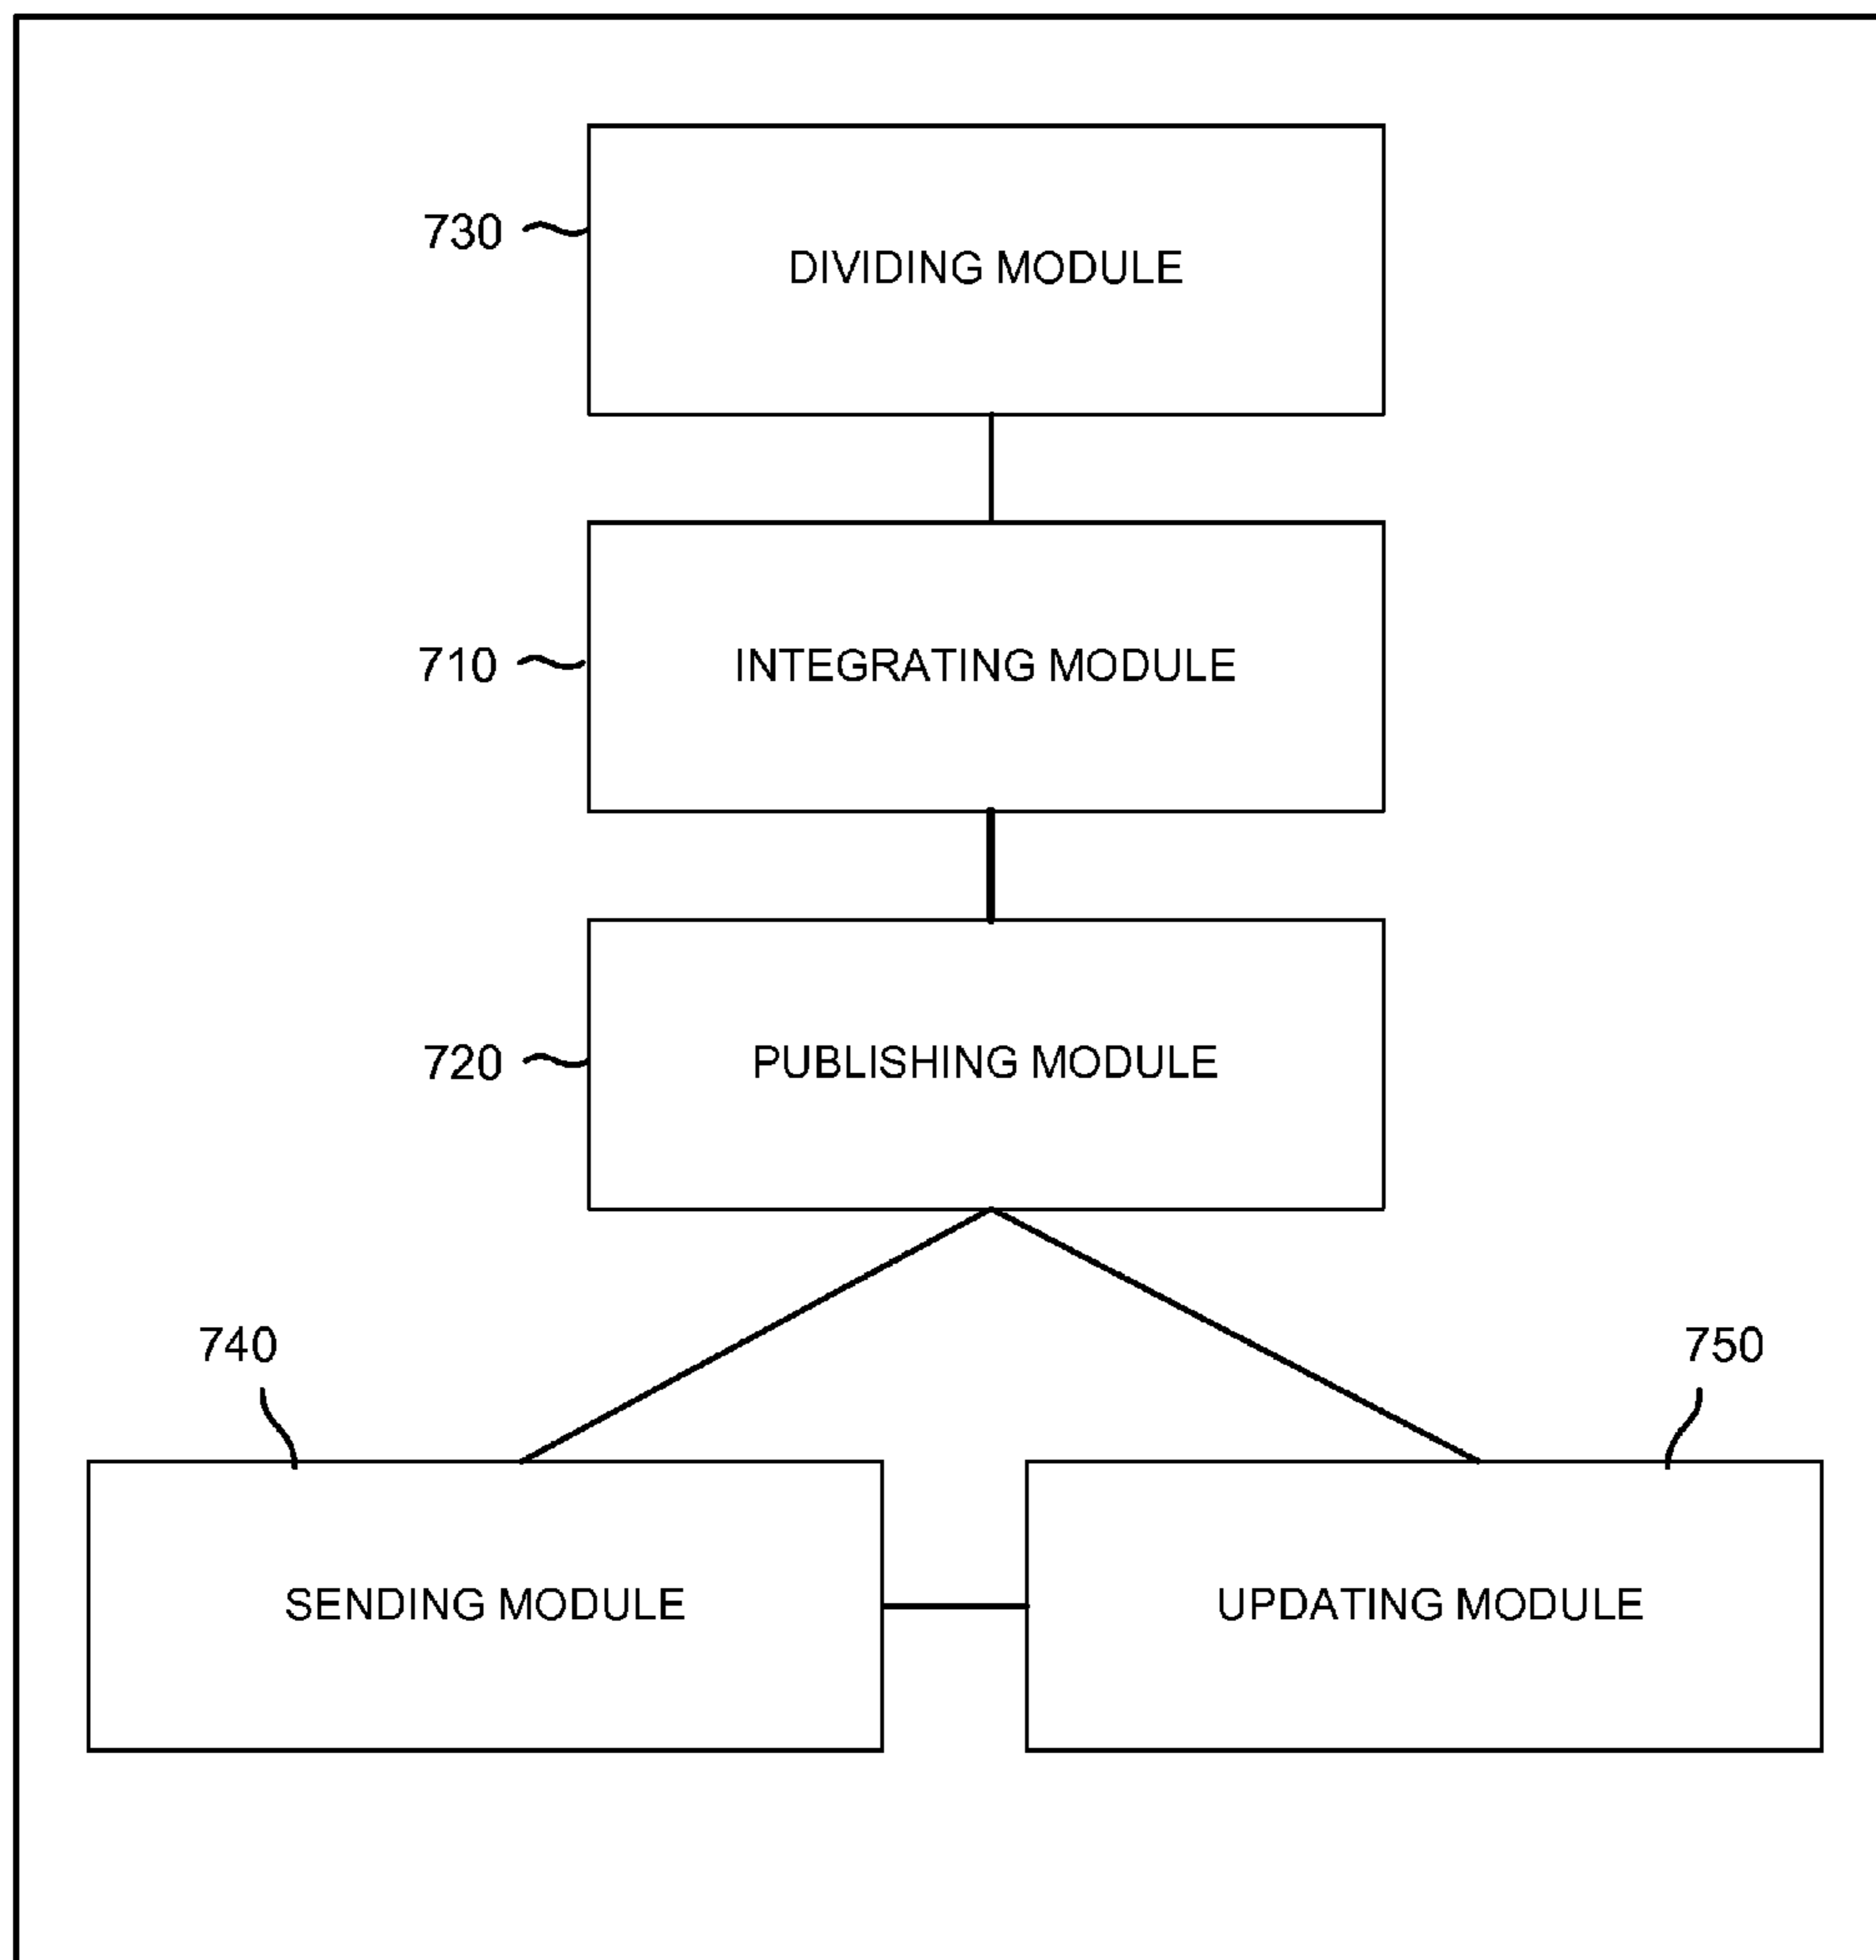 730
DIVIDING MODULE
710
INTEGRATING MODULE
720
PUBLISHING MODULE
740
750
SENDING MODULE
UPDATING MODULE